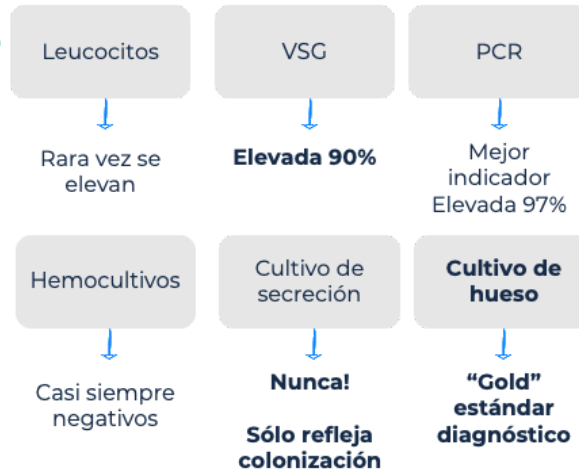 Leucocitos
VSG
PCR
Rara vez se
elevan
Elevada 90%
Mejor
indicador
Elevada 97%
Hemocultivos
Cultivo de
secreción
Cultivo de
hueso
Casi siempre
negativos
Nunca!
Sólo refleja
colonización
“Gold”
estándar
diagnóstico